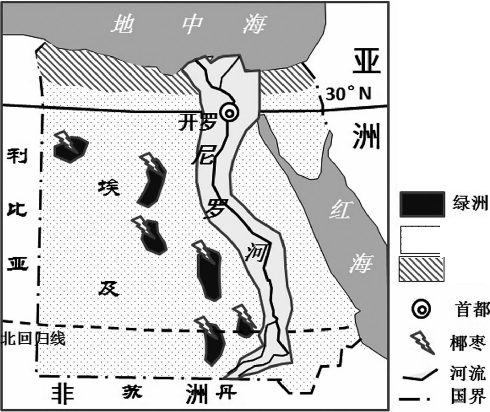 地中海
亚洲
30°N
开罗
尼罗河
利比亚
埃及
红海
北回归线
非洲
苏丹
绿洲
首都
椰枣
河流
国界